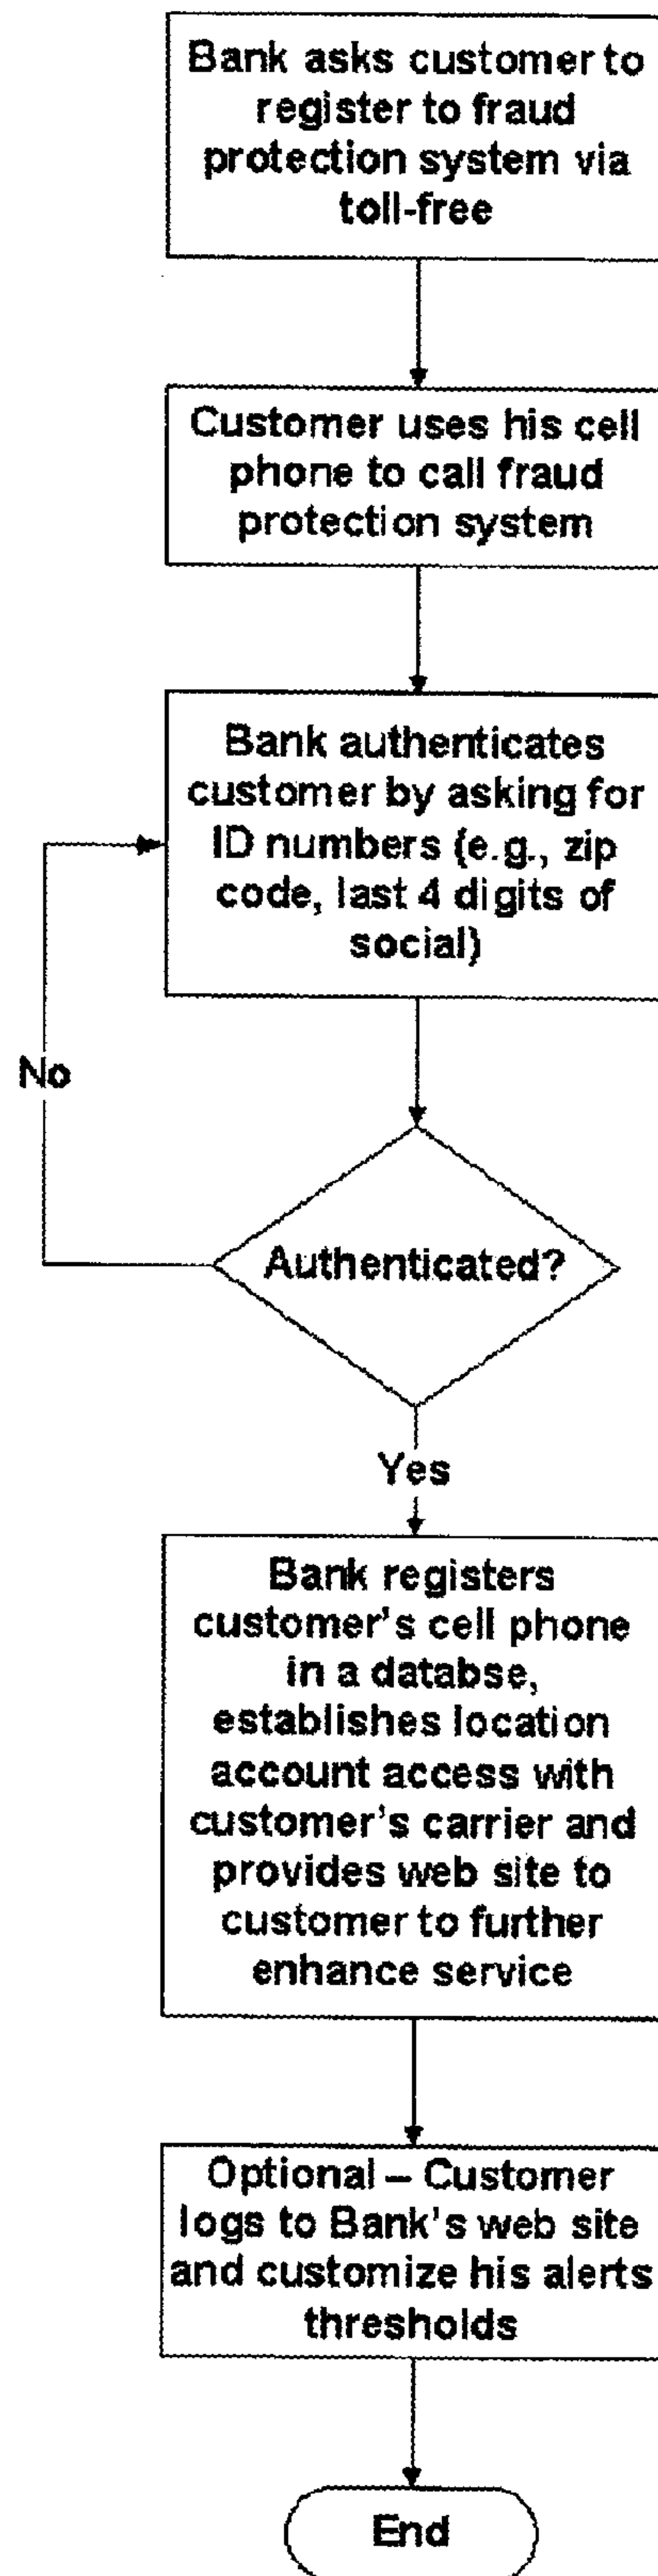 Bank asks customer to
register to fraud
protection system via
toll-free
Customer uses his cell
phone to call fraud
protection system
Bank authenticates
customer by asking for
ID numbers (e.g., zip
code, last 4 digits of
social)
No
Authenticated?
Yes
Bank registers
customer's cell phone
in a databse,
establishes location
account access with
customer's carrier and
provides web site to
customer to further
enhance service
Optional – Customer
logs to Bank's web site
and customize his alerts
thresholds
End